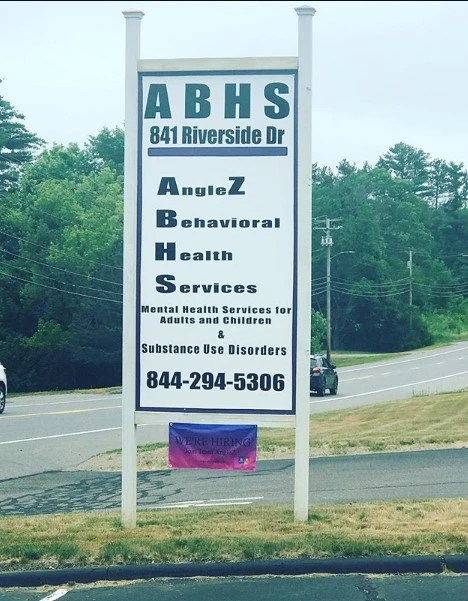 ABHS
841 Riverside Dr
AngleZ
Behavioral
Health
Services
Mental Health Services for
Adults and Children
&
Substance Use Disorders
844-294-5306
WE'RE HIRING